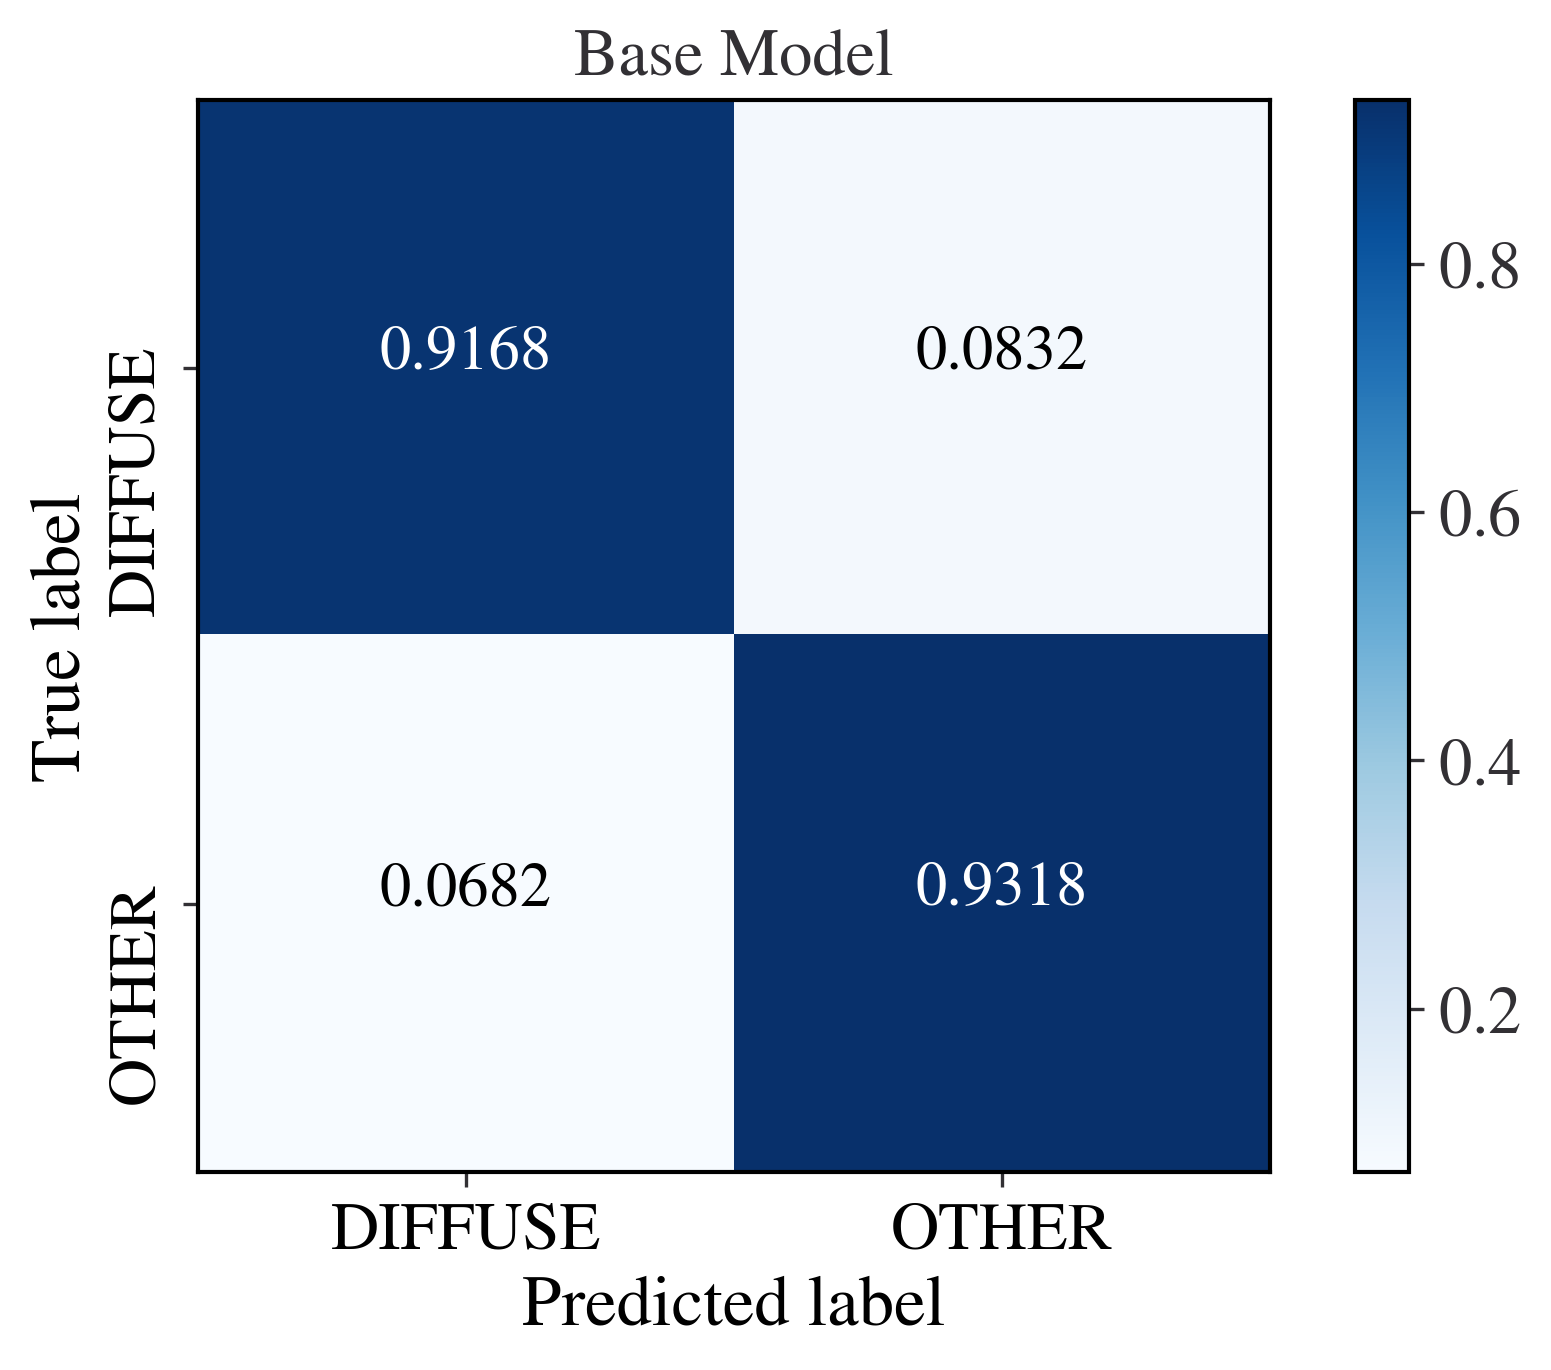 Base Model
0.9168
0.0832
0.0682
0.9318
True label
DIFFUSE
OTHER
DIFFUSE
OTHER
Predicted label
0.8
0.6
0.4
0.2